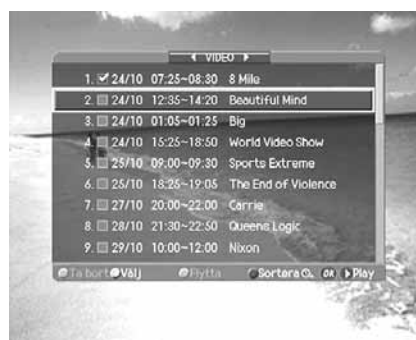 VIDEO
1. 24/10 07:25~08:30 8 Mile
2. 24/10 12:35~14:20 Beautiful Mind
3. 24/10 01:05~01:25 Big
4. 24/10 15:25~18:50 World Video Show
5. 25/10 09:00~09:30 Sports Extreme
6. 25/10 18:25~19:05 The End of Violence
7. 27/10 20:00~22:00 Carrie
8. 28/10 21:30~22:50 Queens Logic
9. 29/10 10:00~12:00 Nixon
Ta bort Välj Flytta Sortera OK Play